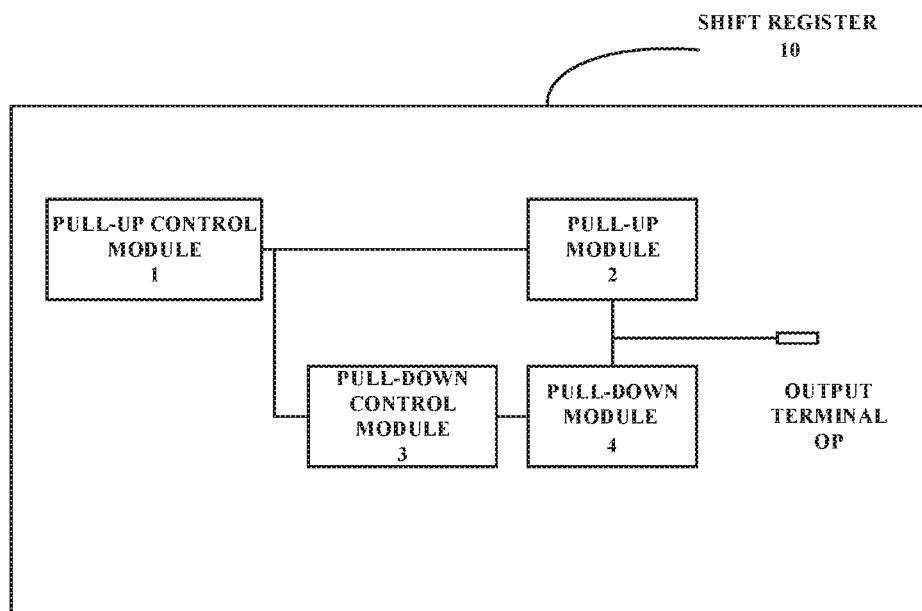 SHIFT REGISTER
10
PULL-UP CONTROL
MODULE
1
PULL-UP
MODULE
2
PULL-DOWN
CONTROL
MODULE
3
PULL-DOWN
MODULE
4
OUTPUT
TERMINAL
OP